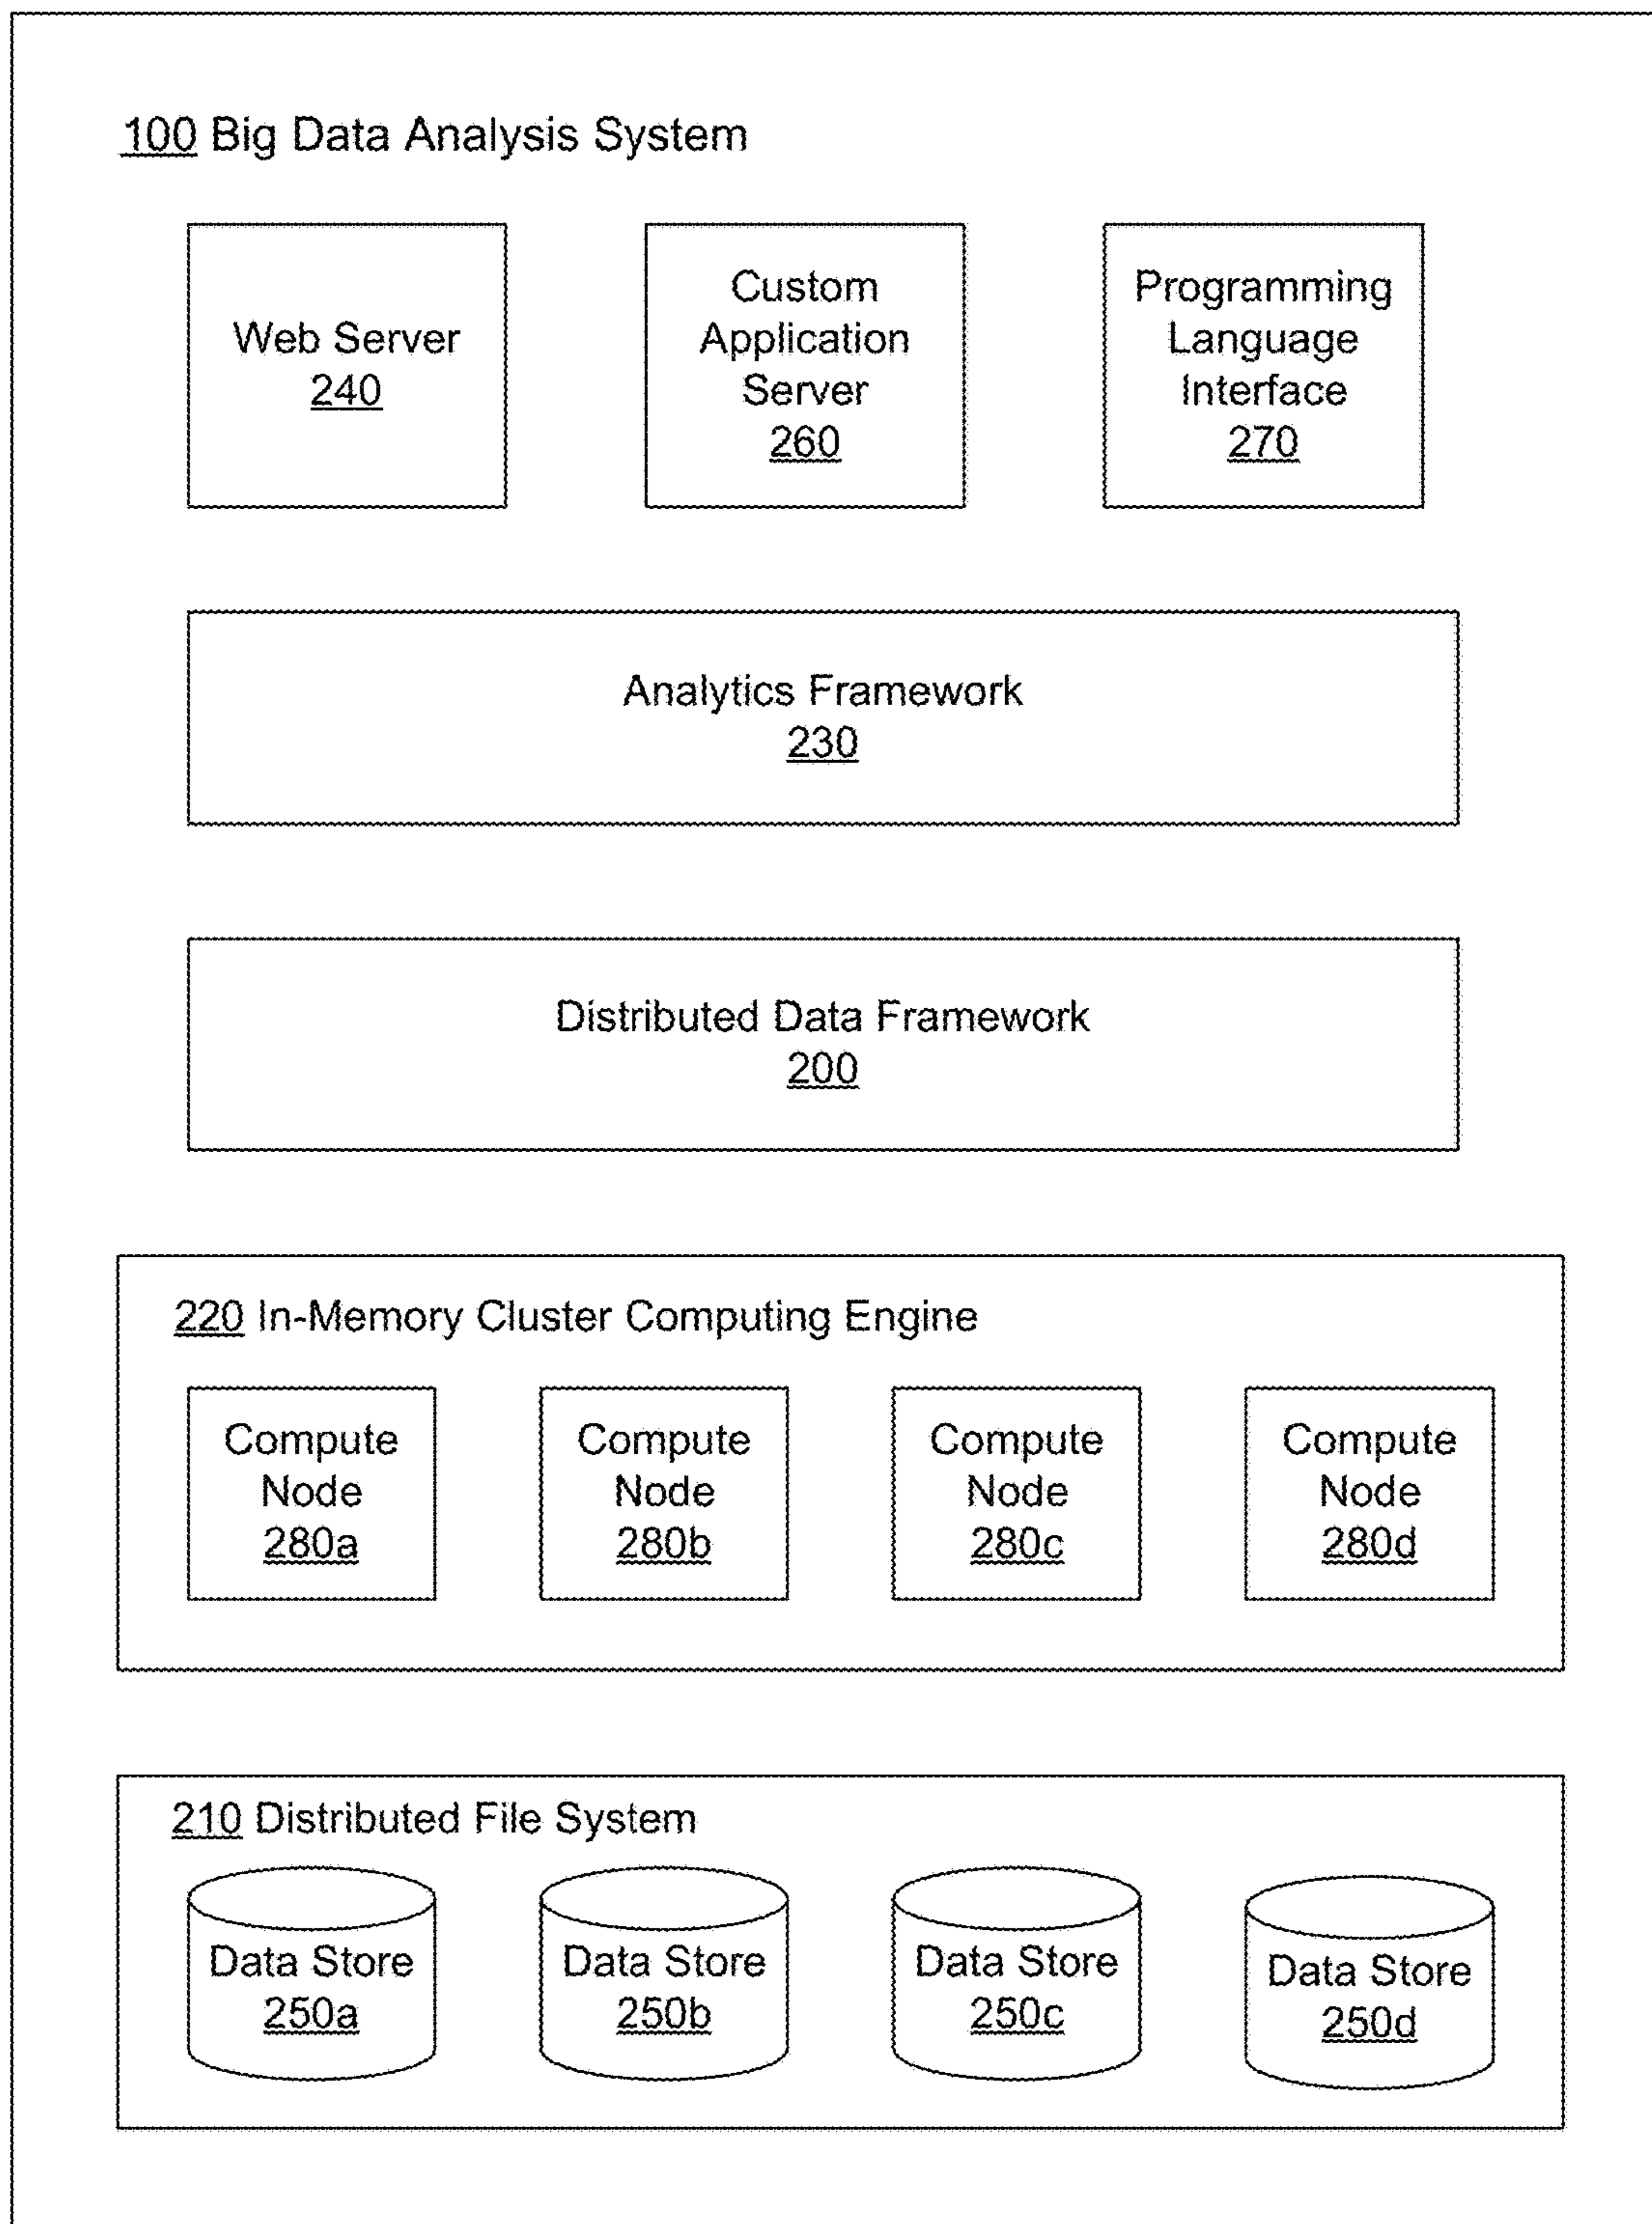 100 Big Data Analysis System
Web Server
240
Custom
Application
Server
260
Programming
Language
Interface
270
Analytics Framework
230
Distributed Data Framework
200
220 In-Memory Cluster Computing Engine
Compute
Node
280a
Compute
Node
280b
Compute
Node
280c
Compute
Node
280d
210 Distributed File System
Data Store
250a
Data Store
250b
Data Store
250c
Data Store
250d